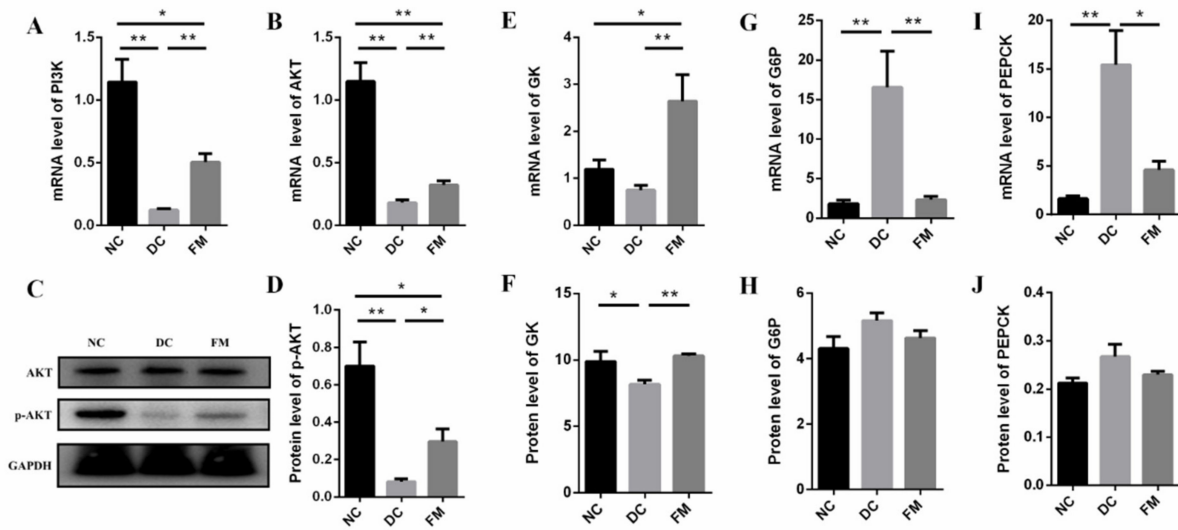 A
mRNA level of PI3K
1.5
1.0
0.5
0.0
*
** **
NC DC FM
B
mRNA level of AKT
1.5
1.0
0.5
0.0
**
** **
NC DC FM
E
mRNA level of GK
4
3
2
1
0
*
**
NC DC FM
G
mRNA level of G6P
25
20
15
10
5
0
** **
NC DC FM
I
mRNA level of PEPCK
20
15
10
5
0
** *
NC DC FM
C
NC DC FM
AKT
p-AKT
GAPDH
D
Protein level of p-AKT
1.0
0.8
0.6
0.4
0.2
0.0
*
** *
NC DC FM
F
Proten level of GK
15
10
5
0
* **
NC DC FM
H
Proten level of G6P
6
4
2
0
NC DC FM
J
Proten level of PEPCK
0.4
0.3
0.2
0.1
0.0
NC DC FM